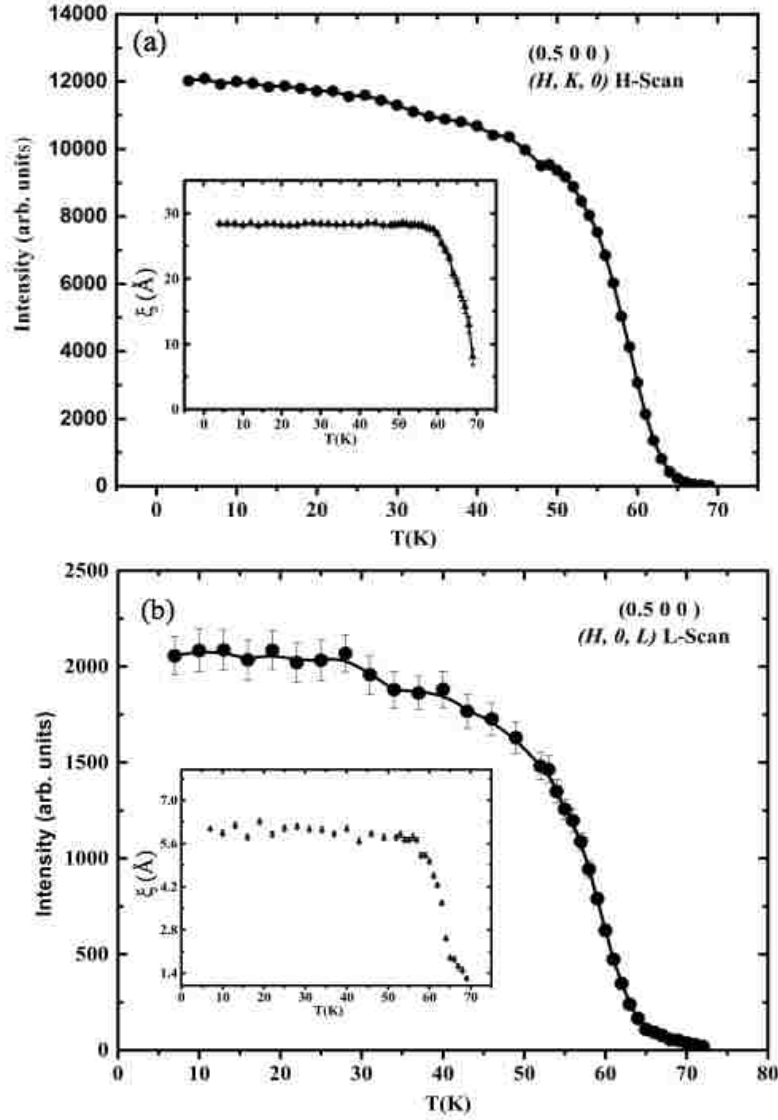 (a)
(0.5 0 0 )
(H, K, 0) H-Scan
Intensity (arb. units)
14000
12000
10000
8000
6000
4000
2000
0
ξ (Å)
30
20
10
0
0 10 20 30 40 50 60 70
T(K)
0 10 20 30 40 50 60 70
T(K)
(b)
(0.5 0 0 )
(H, 0, L) L-Scan
Intensity (arb. units)
2500
2000
1500
1000
500
0
ξ (Å)
7.0
5.6
4.2
2.8
1.4
0 10 20 30 40 50 60 70
T(K)
0 10 20 30 40 50 60 70 80
T(K)